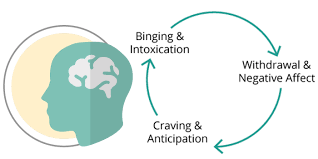 Binging &
Intoxication
Withdrawal &
Negative Affect
Craving &
Anticipation